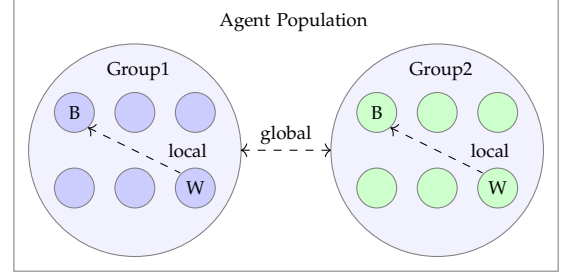 Agent Population
Group1
Group2
B
B
global
local
local
W
W